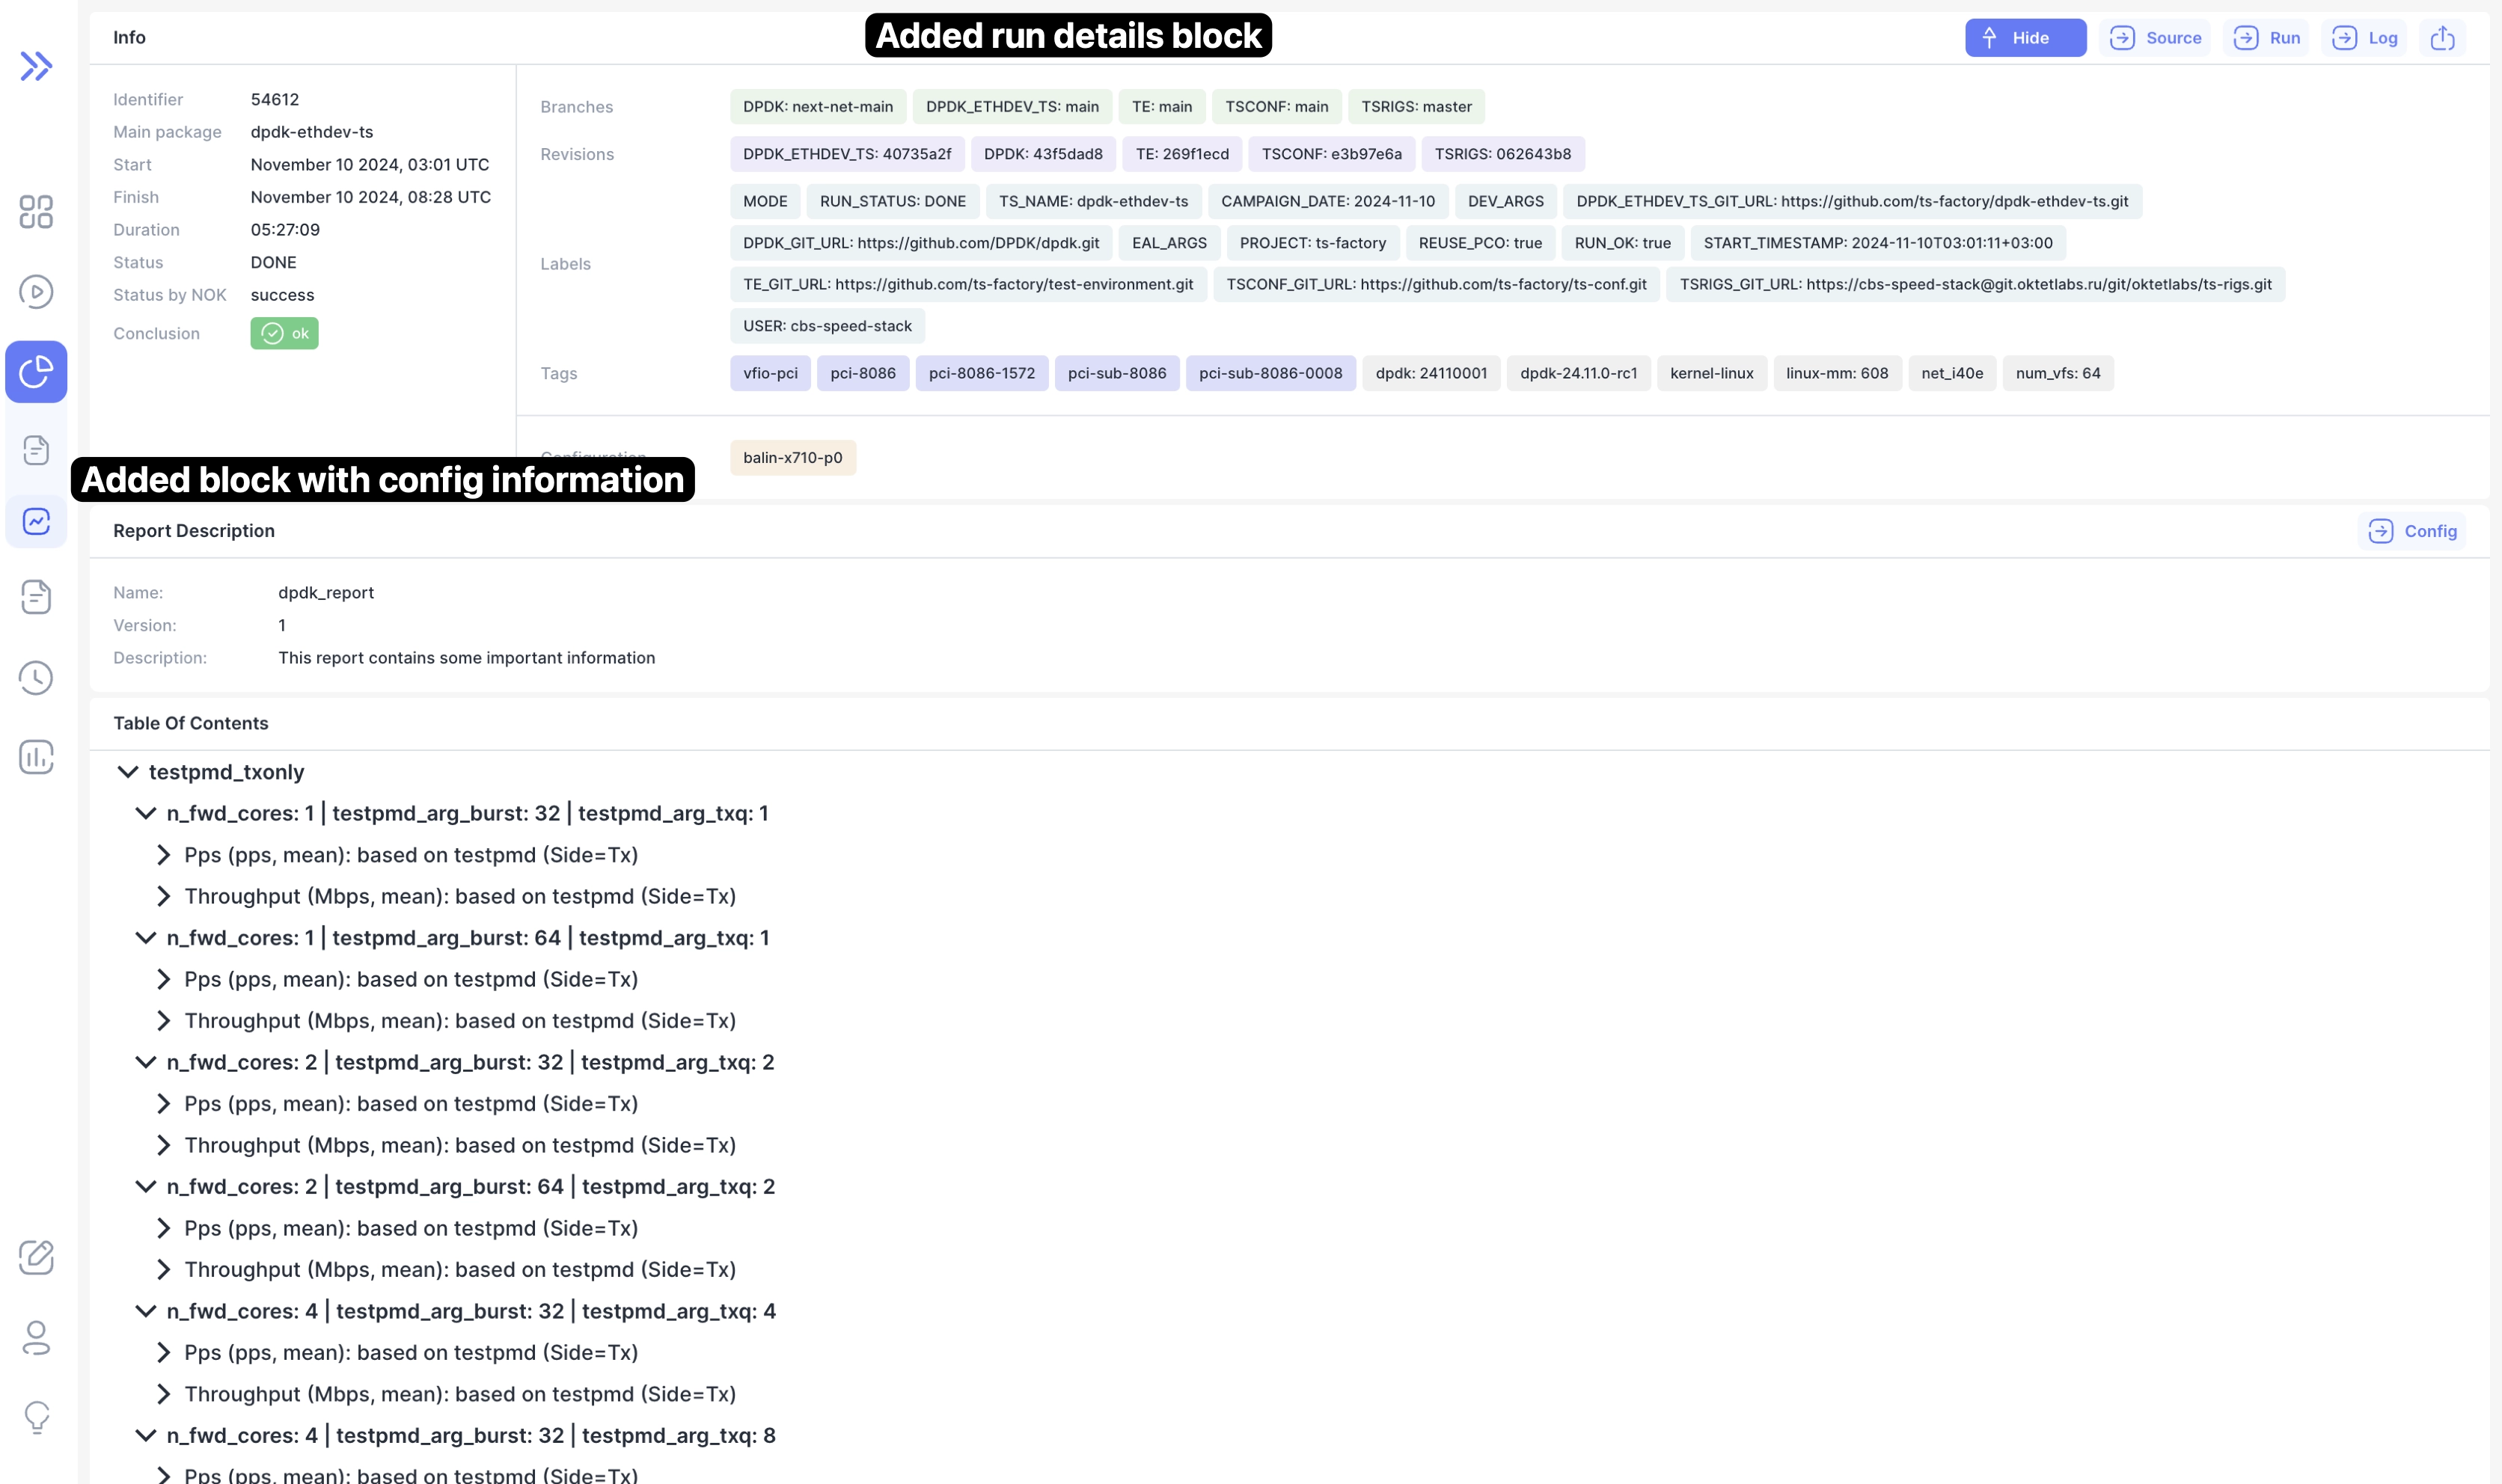 Info
Added run details block
Hide
Source
Run
Log
Identifier 54612
Main package dpdk-ethdev-ts
Start November 10 2024, 03:01 UTC
Finish November 10 2024, 08:28 UTC
Duration 05:27:09
Status DONE
Status by NOK success
Conclusion ok
Branches DPDK: next-net-main DPDK_ETHDEV_TS: main TE: main TSCONF: main TSRIGS: master
Revisions DPDK_ETHDEV_TS: 40735a2f DPDK: 43f5dad8 TE: 269f1ecd TSCONF: e3b97e6a TSRIGS: 062643b8
Labels
MODE RUN_STATUS: DONE TS_NAME: dpdk-ethdev-ts CAMPAIGN_DATE: 2024-11-10 DEV_ARGS DPDK_ETHDEV_TS_GIT_URL: https://github.com/ts-factory/dpdk-ethdev-ts.git
DPDK_GIT_URL: https://github.com/DPDK/dpdk.git EAL_ARGS PROJECT: ts-factory REUSE_PCO: true RUN_OK: true START_TIMESTAMP: 2024-11-10T03:01:11+03:00
TE_GIT_URL: https://github.com/ts-factory/test-environment.git TSCONF_GIT_URL: https://github.com/ts-factory/ts-conf.git TSRIGS_GIT_URL: https://cbs-speed-stack@git.oktetlabs.ru/git/oktetlabs/ts-rigs.git
USER: cbs-speed-stack
Tags vfio-pci pci-8086 pci-8086-1572 pci-sub-8086 pci-sub-8086-0008 dpdk: 24110001 dpdk-24.11.0-rc1 kernel-linux linux-mm: 608 net_i40e num_vfs: 64
balin-x710-p0
Added block with config information
Report Description
Config
Name: dpdk_report
Version: 1
Description: This report contains some important information
Table Of Contents
testpmd_txonly
n_fwd_cores: 1 | testpmd_arg_burst: 32 | testpmd_arg_txq: 1
Pps (pps, mean): based on testpmd (Side=Tx)
Throughput (Mbps, mean): based on testpmd (Side=Tx)
n_fwd_cores: 1 | testpmd_arg_burst: 64 | testpmd_arg_txq: 1
Pps (pps, mean): based on testpmd (Side=Tx)
Throughput (Mbps, mean): based on testpmd (Side=Tx)
n_fwd_cores: 2 | testpmd_arg_burst: 32 | testpmd_arg_txq: 2
Pps (pps, mean): based on testpmd (Side=Tx)
Throughput (Mbps, mean): based on testpmd (Side=Tx)
n_fwd_cores: 2 | testpmd_arg_burst: 64 | testpmd_arg_txq: 2
Pps (pps, mean): based on testpmd (Side=Tx)
Throughput (Mbps, mean): based on testpmd (Side=Tx)
n_fwd_cores: 4 | testpmd_arg_burst: 32 | testpmd_arg_txq: 4
Pps (pps, mean): based on testpmd (Side=Tx)
Throughput (Mbps, mean): based on testpmd (Side=Tx)
n_fwd_cores: 4 | testpmd_arg_burst: 32 | testpmd_arg_txq: 8
Pps (pps, mean): based on testpmd (Side=Tx)